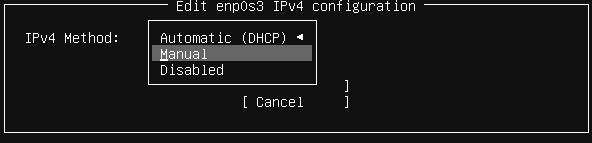 Edit enp0s3 IPv4 configuration
IPv4 Method:
Automatic (DHCP) ◀
Manual
Disabled
]
[ Cancel ]